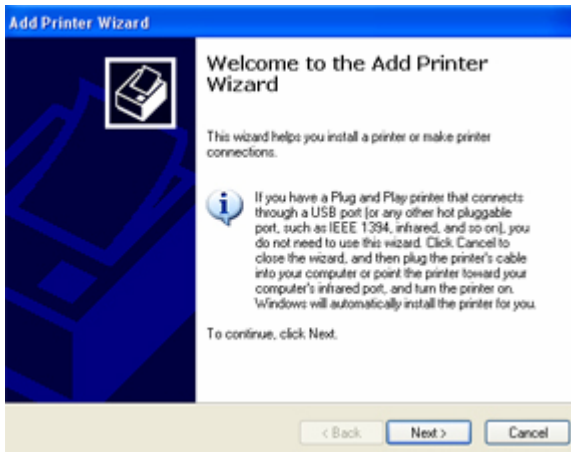 Add Printer Wizard
Welcome to the Add Printer
Wizard
This wizard helps you install a printer or make printer
connections.
If you have a Plug and Play printer that connects
through a USB port (or any other hot pluggable
port, such as IEEE 1394, infrared, and so on), you
do not need to use this wizard. Click Cancel to
close the wizard, and then plug the printer's cable
into your computer or point the printer toward your
computer's infrared port, and turn the printer on.
Windows will automatically install the printer for you.
To continue, click Next.
< Back
Next >
Cancel